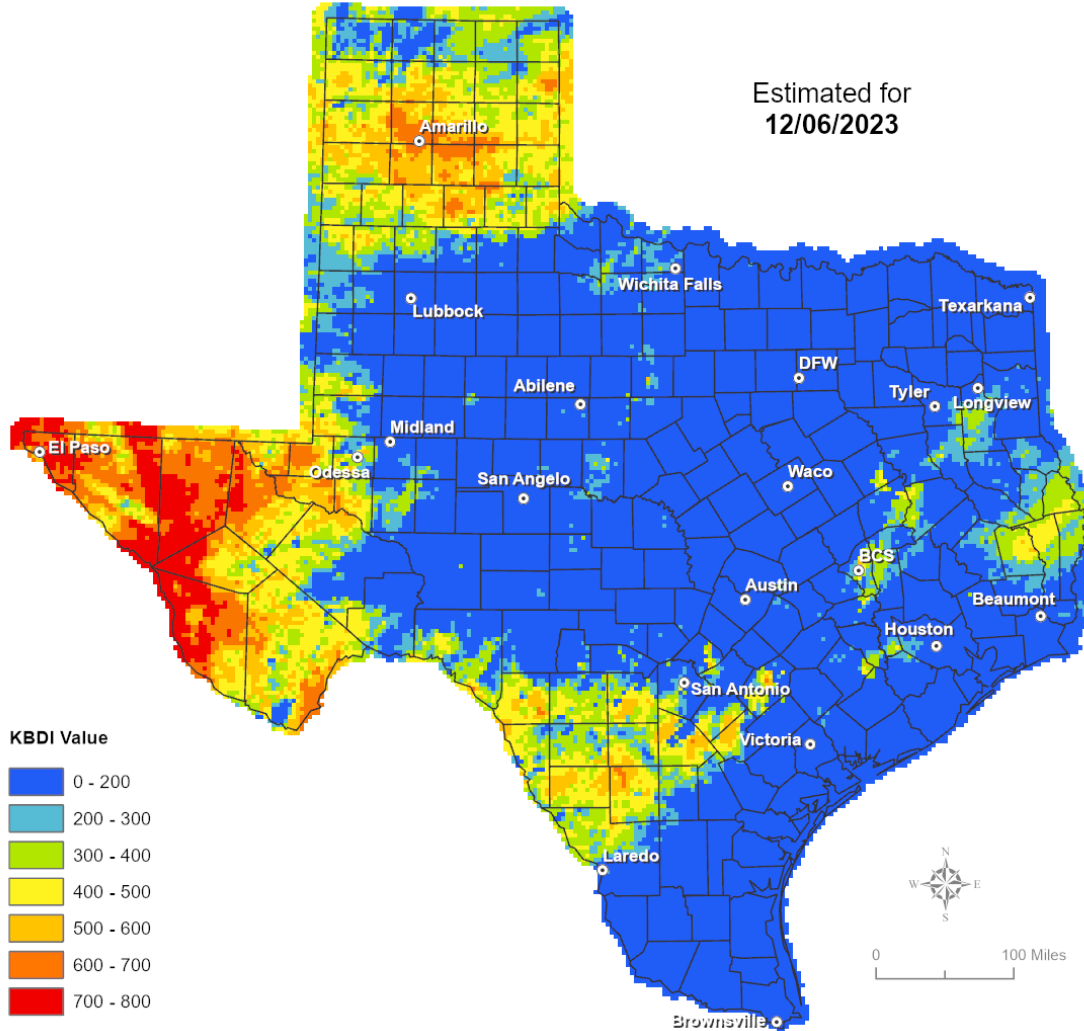 Estimated for
12/06/2023
Amarillo
Wichita Falls
Lubbock
Texarkana
DFW
Abilene
Tyler
Longview
Midland
El Paso
Odessa
San Angelo
Waco
BCS
Austin
Beaumont
Houston
San Antonio
Victoria
KBDI Value
0 - 200
200 - 300
300 - 400
400 - 500
500 - 600
600 - 700
700 - 800
Laredo
N
W E
S
0 100 Miles
Brownsville